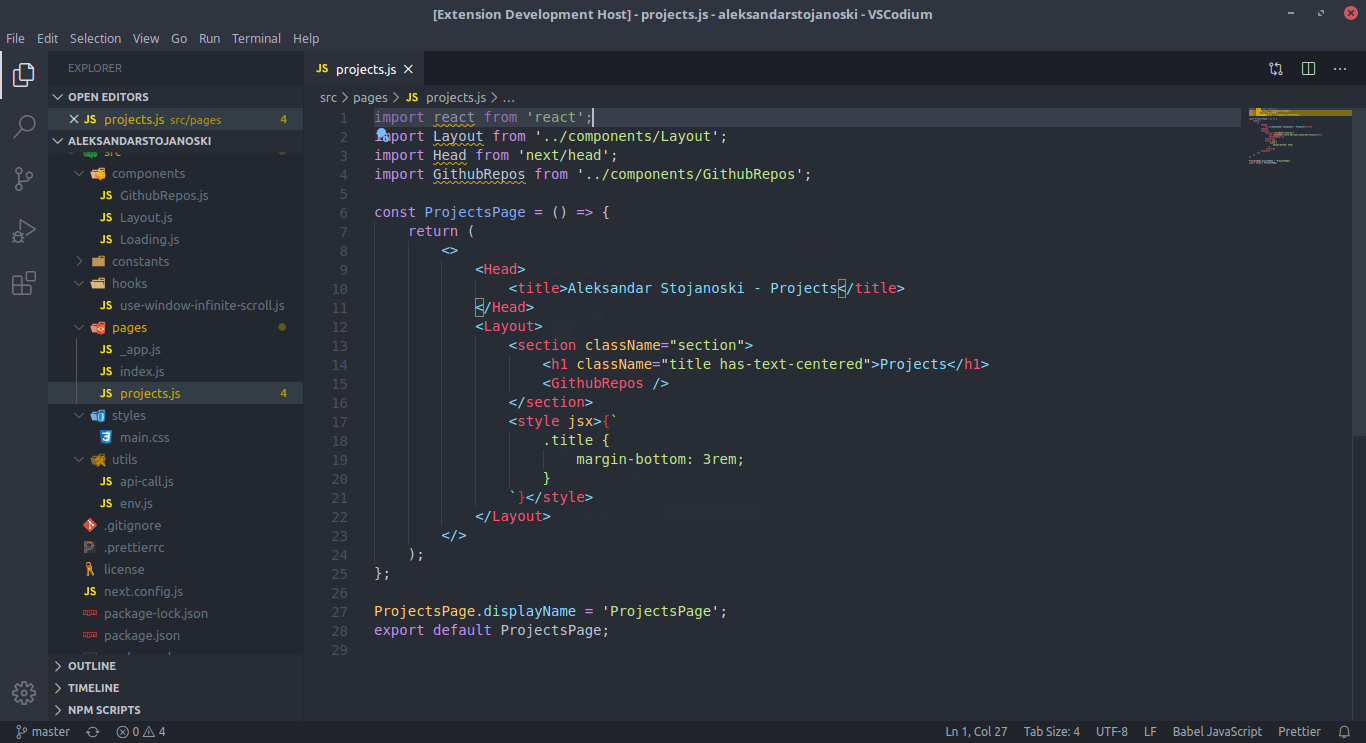 [Extension Development Host] - projects.js - aleksandarstojanoski - VSCodium
File Edit Selection View Go Run Terminal Help
EXPLORER
OPEN EDITORS
JS projects.js src/pages 4
ALEKSANDARSTOJANOSKI
src
components
JS GithubRepos.js
JS Layout.js
JS Loading.js
constants
hooks
JS use-window-infinite-scroll.js
pages
JS _app.js
JS index.js
JS projects.js 4
styles
main.css
utils
JS api-call.js
JS env.js
.gitignore
.prettierrc
license
JS next.config.js
package-lock.json
package.json
OUTLINE
TIMELINE
NPM SCRIPTS
JS projects.js
src > pages > JS projects.js > ...
1 import react from 'react';
2 import Layout from '../components/Layout';
3 import Head from 'next/head';
4 import GithubRepos from '../components/GithubRepos';
5
6 const ProjectsPage = () => {
7 return (
8 <>
9 <Head>
10 <title>Aleksandar Stojanoski - Projects</title>
11 </Head>
12 <Layout>
13 <section className="section">
14 <h1 className="title has-text-centered">Projects</h1>
15 <GithubRepos />
16 </section>
17 <style jsx>{`
18 .title {
19 margin-bottom: 3rem;
20 }
21 `}</style>
22 </Layout>
23 </>
24 );
25 };
26
27 ProjectsPage.displayName = 'ProjectsPage';
28 export default ProjectsPage;
29
master 0 4 Ln 1, Col 27 Tab Size: 4 UTF-8 LF Babel JavaScript Prettier